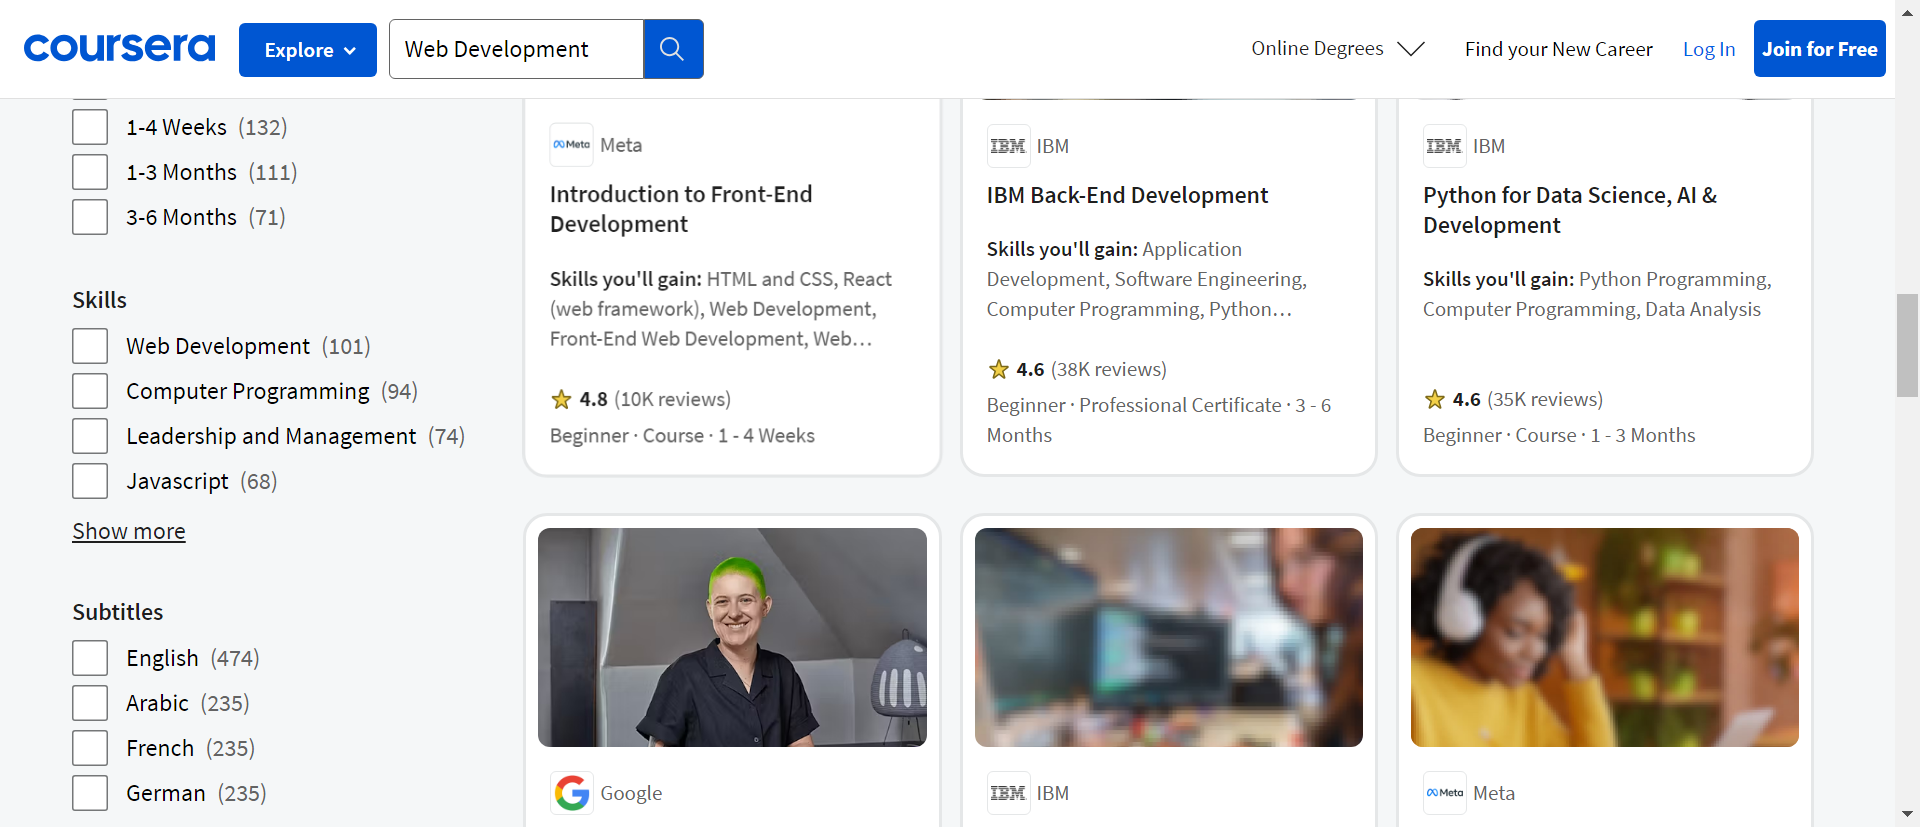 coursera
Explore
Web Development
Online Degrees
Find your New Career
Log In
Join for Free
1-4 Weeks (132)
1-3 Months (111)
3-6 Months (71)
Skills
Web Development (101)
Computer Programming (94)
Leadership and Management (74)
Javascript (68)
Show more
Subtitles
English (474)
Arabic (235)
French (235)
German (235)
Meta Meta
Introduction to Front-End
Development
Skills you'll gain: HTML and CSS, React
(web framework), Web Development,
Front-End Web Development, Web...
4.8 (10K reviews)
Beginner · Course · 1 - 4 Weeks
IBM IBM
IBM Back-End Development
Skills you'll gain: Application
Development, Software Engineering,
Computer Programming, Python...
4.6 (38K reviews)
Beginner · Professional Certificate · 3 - 6
Months
IBM IBM
Python for Data Science, AI &
Development
Skills you'll gain: Python Programming,
Computer Programming, Data Analysis
4.6 (35K reviews)
Beginner · Course · 1 - 3 Months
G Google
IBM IBM
Meta Meta